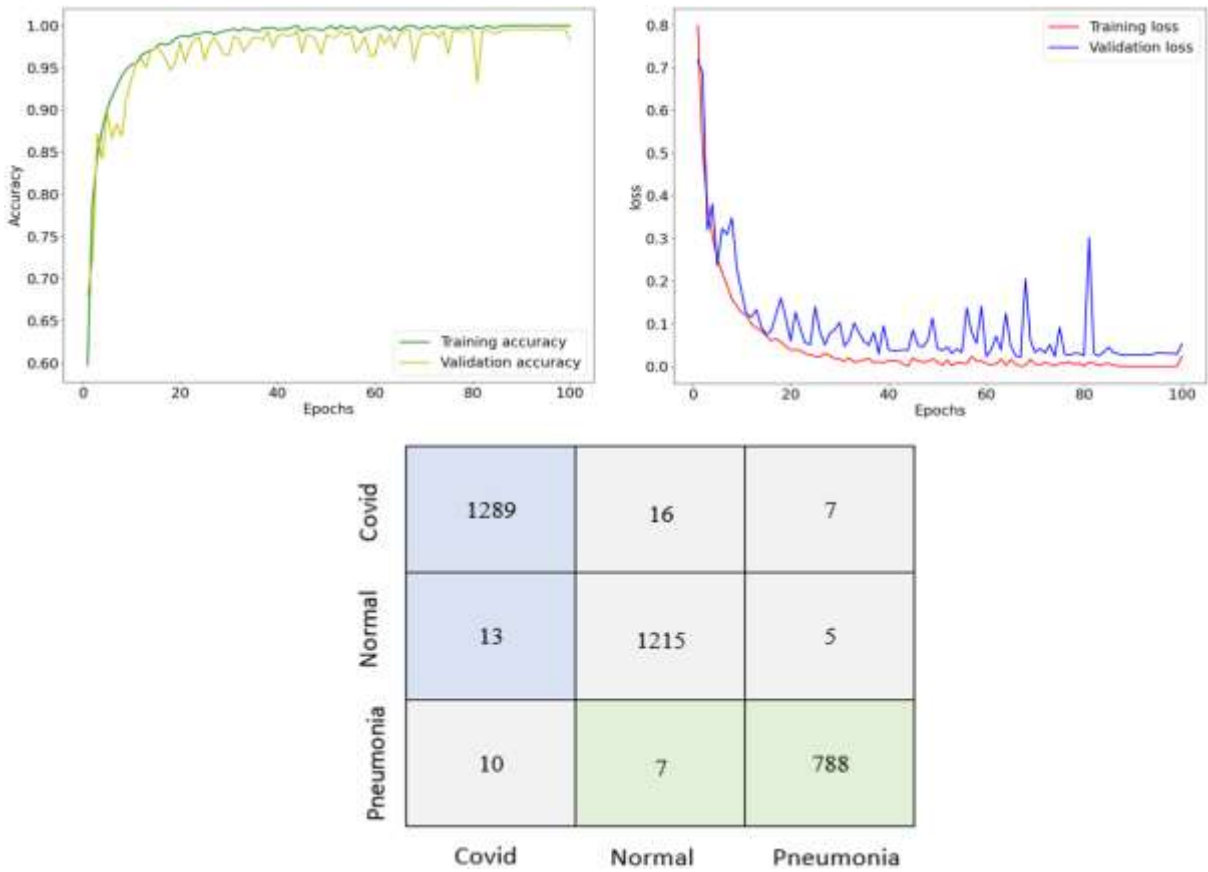 1.00
0.95
0.90
0.85
0.80
0.75
0.70
0.65
0.60
Accuracy
Training accuracy
Validation accuracy
0 20 40 60 80 100
Epochs
0.8
0.7
0.6
0.5
0.4
0.3
0.2
0.1
0.0
loss
Training loss
Validation loss
0 20 40 60 80 100
Epochs
Covid 1289 16 7
Normal 13 1215 5
Pneumonia 10 7 788
Covid Normal Pneumonia